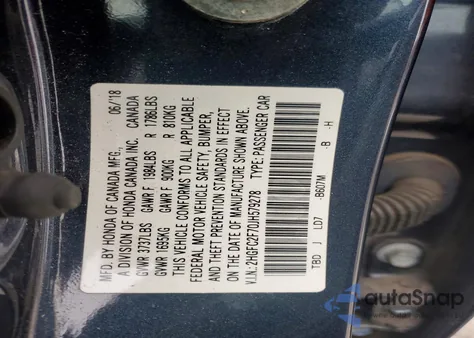 MFD. BY HONDA OF CANADA MFG., 06/18
A DIVISION OF HONDA CANADA INC. CANADA
GVWR 3737LBS GAWR F 1984LBS R 1786LBS
GVWR 1695KG GAWR F 900KG R 810KG
THIS VEHICLE CONFORMS TO ALL APPLICABLE
FEDERAL MOTOR VEHICLE SAFETY, BUMPER,
AND THEFT PREVENTION STANDARDS IN EFFECT
ON THE DATE OF MANUFACTURE SHOWN ABOVE.
V.I.N.: 2HGFC2F70JH579278 TYPE: PASSENGER CAR
TBD J LD7 -B607M -B -H
autoSnap